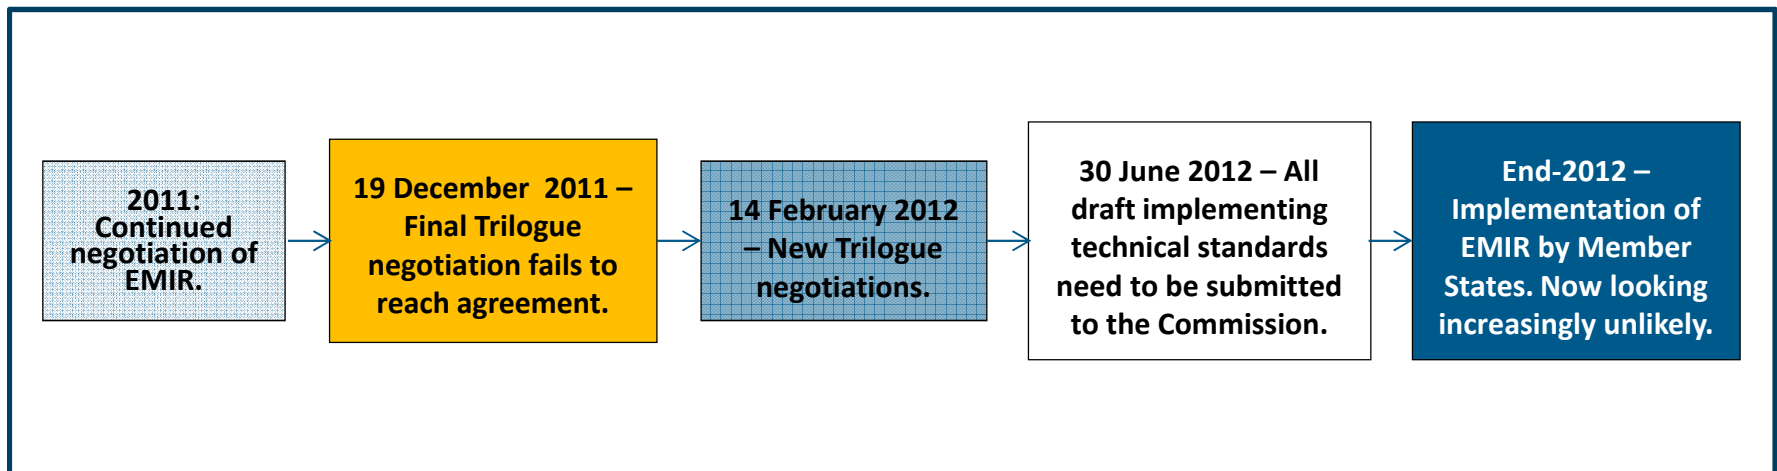 2011:
Continued
negotiation of
EMIR.
19 December  2011 –
Final Trilogue
negotiation fails to
reach agreement.
14 February 2012
– New Trilogue
negotiations.
30 June 2012 – All
draft implementing
technical standards
need to be submitted
to the Commission.
End-2012 –
Implementation of
EMIR by Member
States. Now looking
increasingly unlikely.